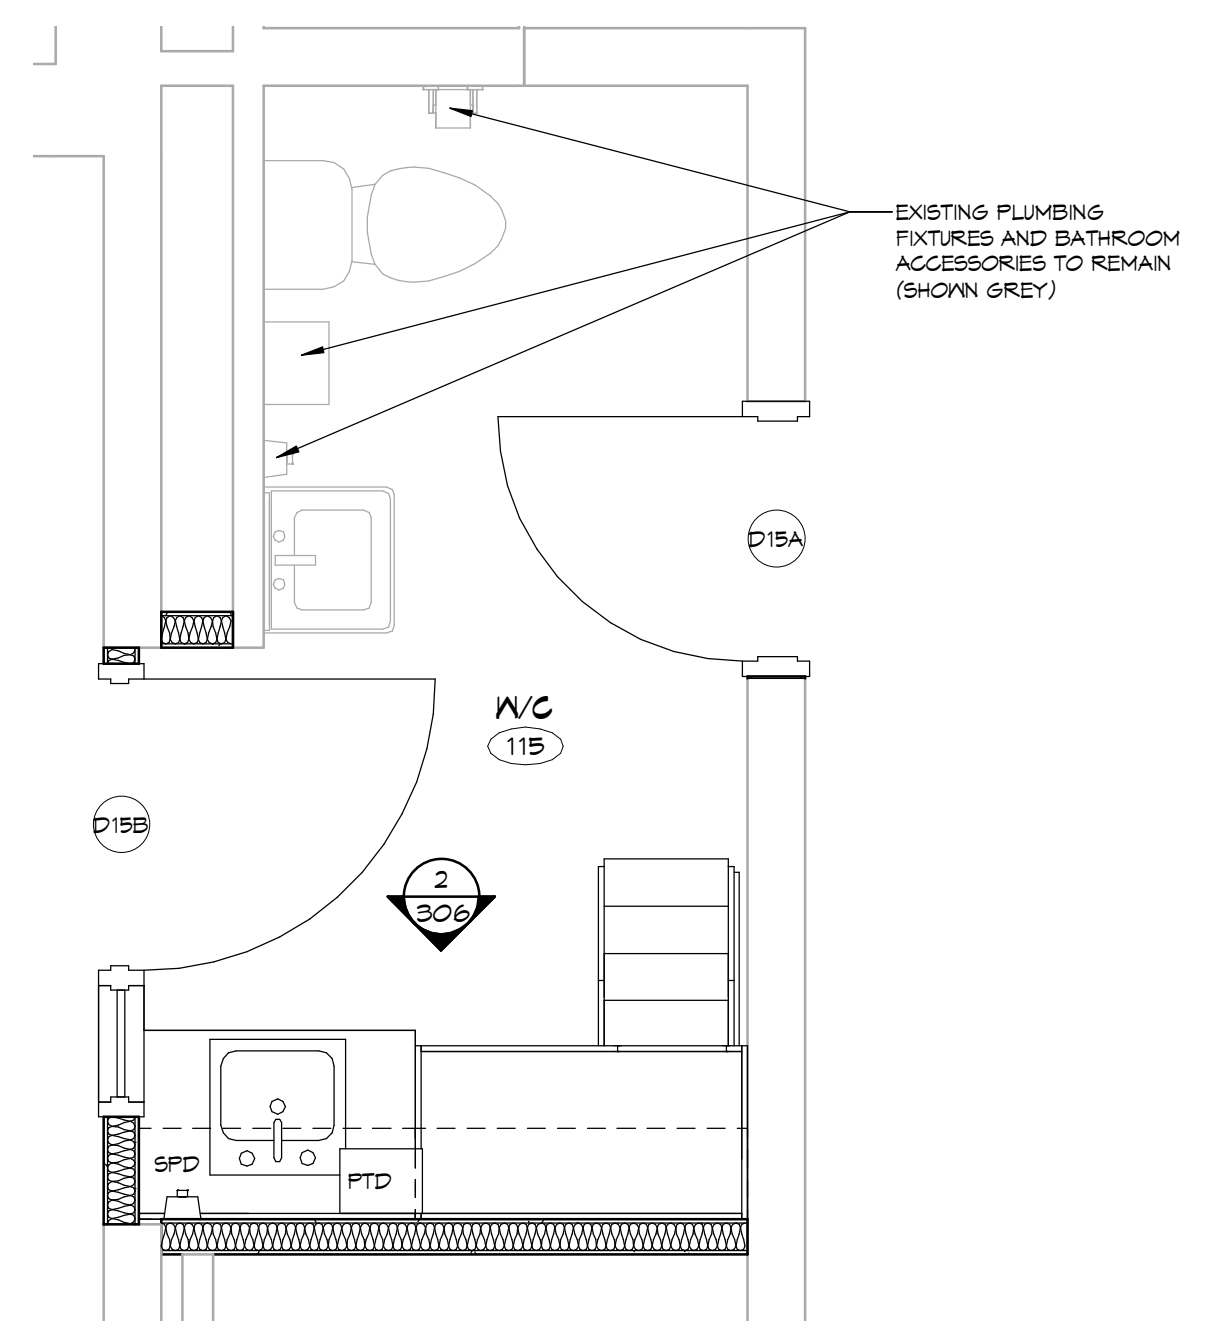 EXISTING PLUMBING
FIXTURES AND BATHROOM
ACCESSORIES TO REMAIN
(SHOWN GREY)
D15A
W/C
115
D15B
2
306
SPD
PTD